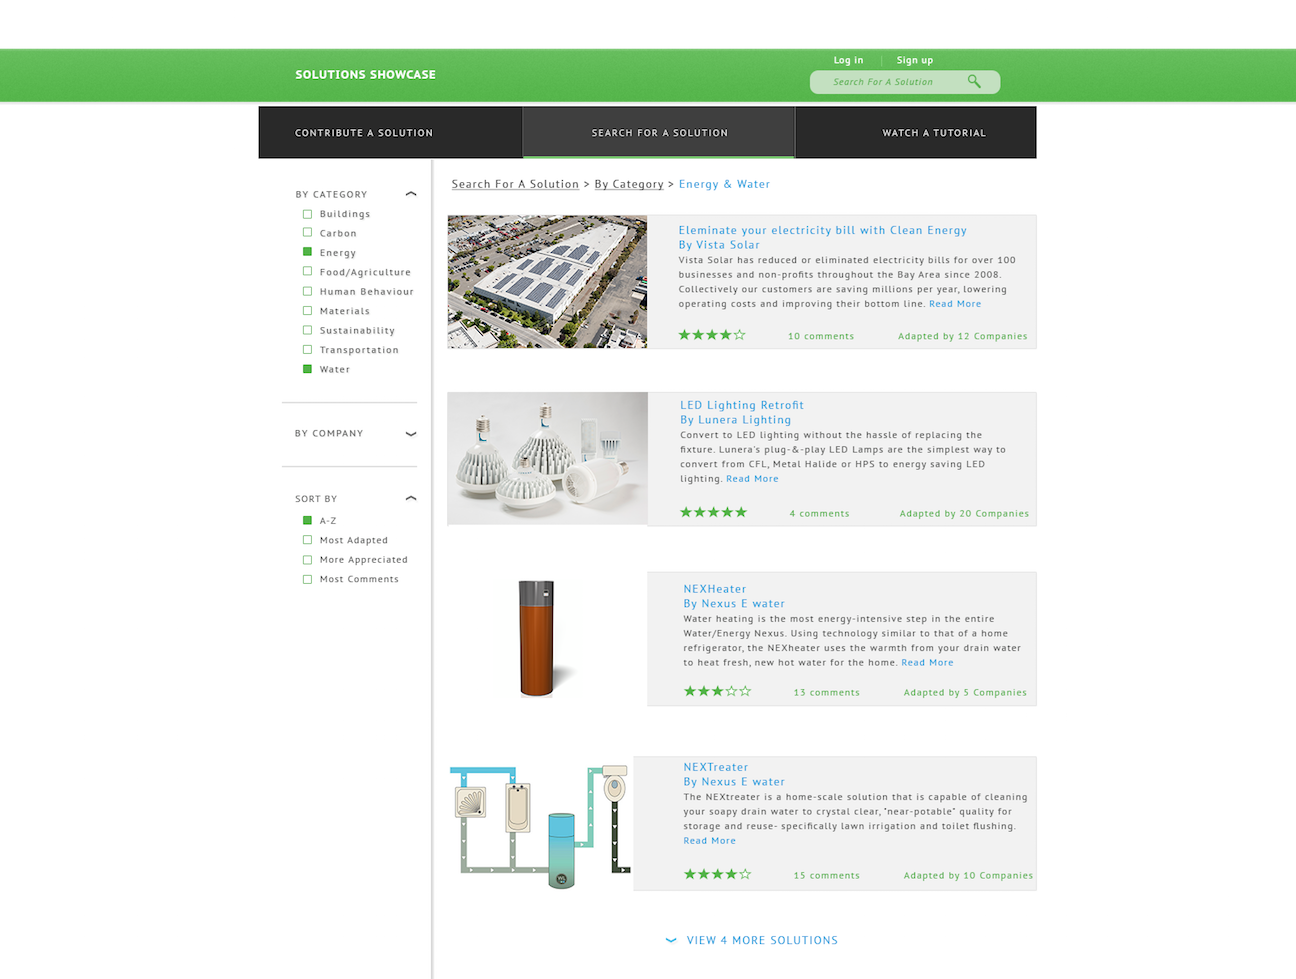 Log in
Sign up
SOLUTIONS SHOWCASE
Search For A Solution
CONTRIBUTE A SOLUTION
SEARCH FOR A SOLUTION
WATCH A TUTORIAL
BY CATEGORY
Buildings
Carbon
Energy
Food/Agriculture
Human Behaviour
Materials
Sustainability
Transportation
Water
BY COMPANY
SORT BY
A-Z
Most Adapted
More Appreciated
Most Comments
Search For A Solution > By Category > Energy & Water
Eleminate your electricity bill with Clean Energy
By Vista Solar
Vista Solar has reduced or eliminated electricity bills for over 100
businesses and non-profits throughout the Bay Area since 2008.
Collectively our customers are saving millions per year, lowering
operating costs and improving their bottom line. Read More
10 comments
Adapted by 12 Companies
LED Lighting Retrofit
By Lunera Lighting
Convert to LED lighting without the hassle of replacing the
fixture. Lunera's plug-&-play LED Lamps are the simplest way to
convert from CFL, Metal Halide or HPS to energy saving LED
lighting. Read More
4 comments
Adapted by 20 Companies
NEXHeater
By Nexus E water
Water heating is the most energy-intensive step in the entire
Water/Energy Nexus. Using technology similar to that of a home
refrigerator, the NEXheater uses the warmth from your drain water
to heat fresh, new hot water for the home. Read More
13 comments
Adapted by 5 Companies
NEXTreater
By Nexus E water
The NEXtreater is a home-scale solution that is capable of cleaning
your soapy drain water to crystal clear, "near-potable" quality for
storage and reuse- specifically lawn irrigation and toilet flushing.
Read More
15 comments
Adapted by 10 Companies
VIEW 4 MORE SOLUTIONS